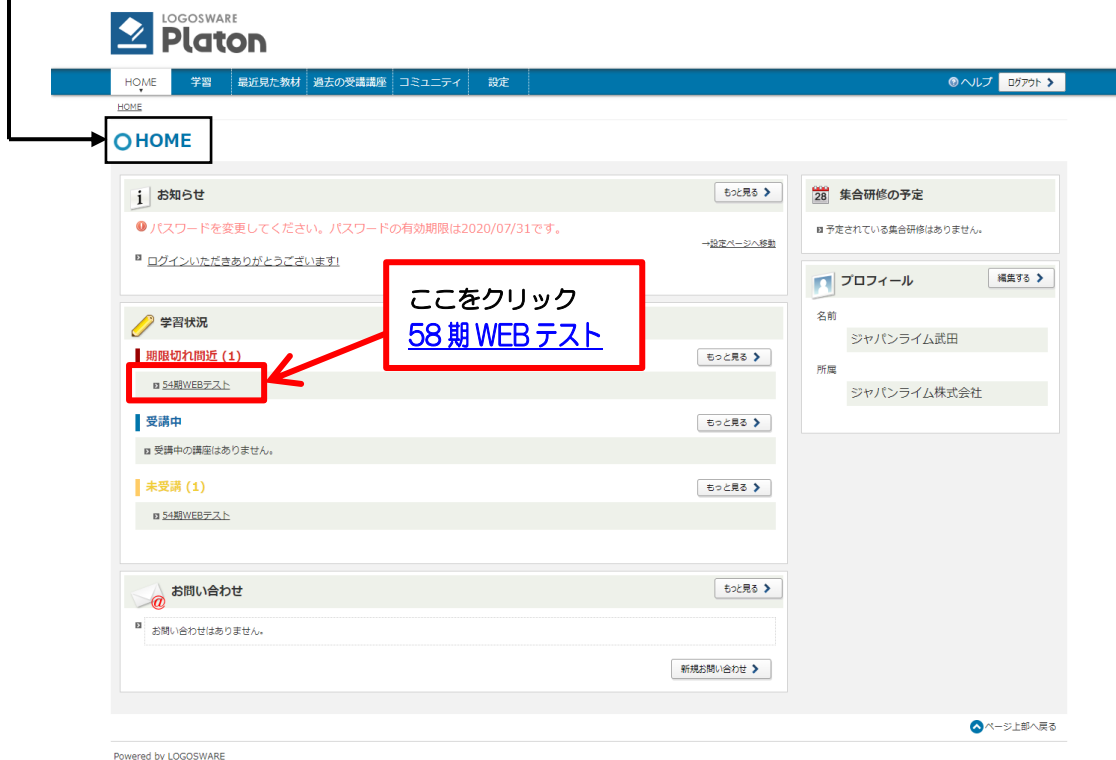 LOGOSWARE
Platon
HOME 学習 最近見た教材 過去の受講講座 コミュニティ 設定 ?ヘルプ ログアウト
HOME
HOME
i お知らせ もっと見る
パスワードを変更してください。パスワードの有効期限は2020/07/31です。
→設定ページへ移動
ログインいただきありがとうございます!
ここをクリック
58期WEBテスト
学習状況
期限切れ間近 (1) もっと見る
54期WEBテスト
受講中 もっと見る
受講中の講座はありません。
未受講 (1) もっと見る
54期WEBテスト
@ お問い合わせ もっと見る
お問い合わせはありません。
新規お問い合わせ
28 集合研修の予定
予定されている集合研修はありません。
プロフィール 編集する
名前
ジャパンライム武田
所属
ジャパンライム株式会社
ページ上部へ戻る
Powered by LOGOSWARE